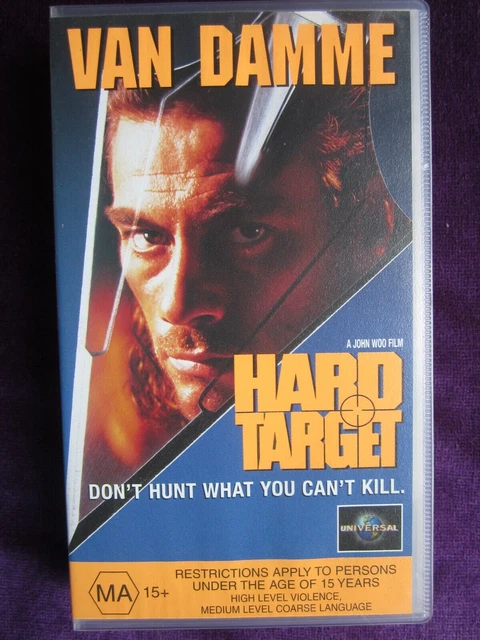 VAN DAMME
A JOHN WOO FILM
HARD
TARGET
DON'T HUNT WHAT YOU CAN'T KILL.
UNIVERSAL
MA 15+
RESTRICTIONS APPLY TO PERSONS
UNDER THE AGE OF 15 YEARS
HIGH LEVEL VIOLENCE,
MEDIUM LEVEL COARSE LANGUAGE